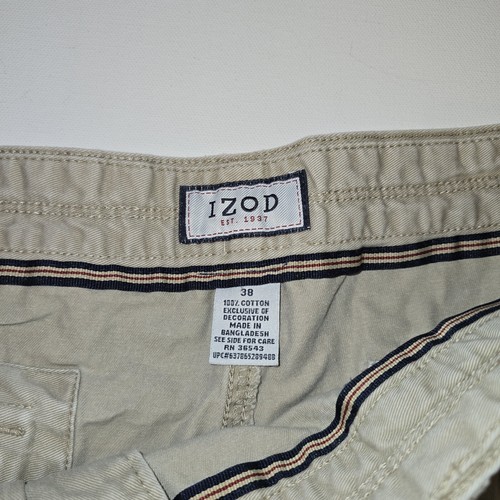 IZOD
EST. 1937
38
100% COTTON
EXCLUSIVE OF
DECORATION
MADE IN
BANGLADESH
SEE SIDE FOR CARE
RN 36543
UPC#637865209488